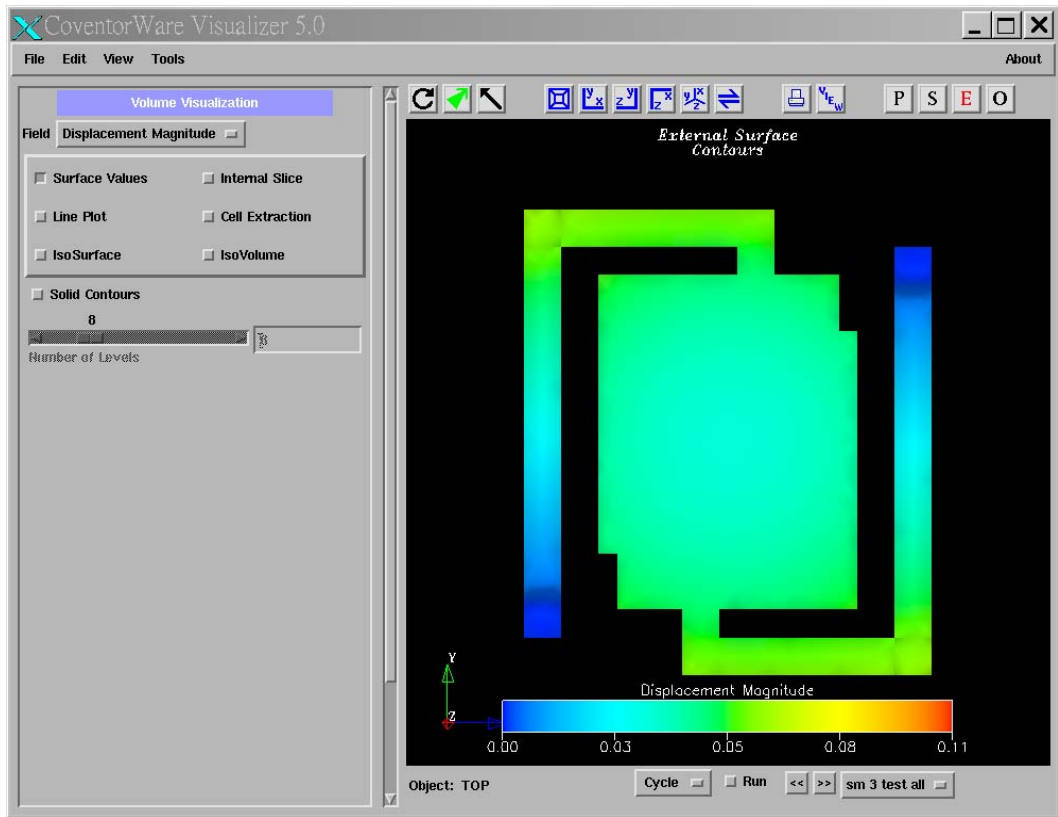 CoventorWare Visualizer 5.0
File Edit View Tools About
Volume Visualization
Field Displacement Magnitude
Surface Values Internal Slice
Line Plot Cell Extraction
IsoSurface IsoVolume
Solid Contours
8
8
Number of Levels
y x z y z x y x z VIEW P S E O
External Surface
Contours
Y
Z
Displacement Magnitude
0.00 0.03 0.05 0.08 0.11
Object: TOP Cycle Run << >> sm 3 test all